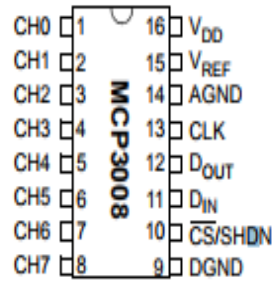 CH0 1 16 VDD
CH1 2 15 VREF
CH2 3 14 AGND
CH3 4 13 CLK
CH4 5 12 DOUT
CH5 6 11 DIN
CH6 7 10 CS/SHDN
CH7 8 9 DGND
MCP3008